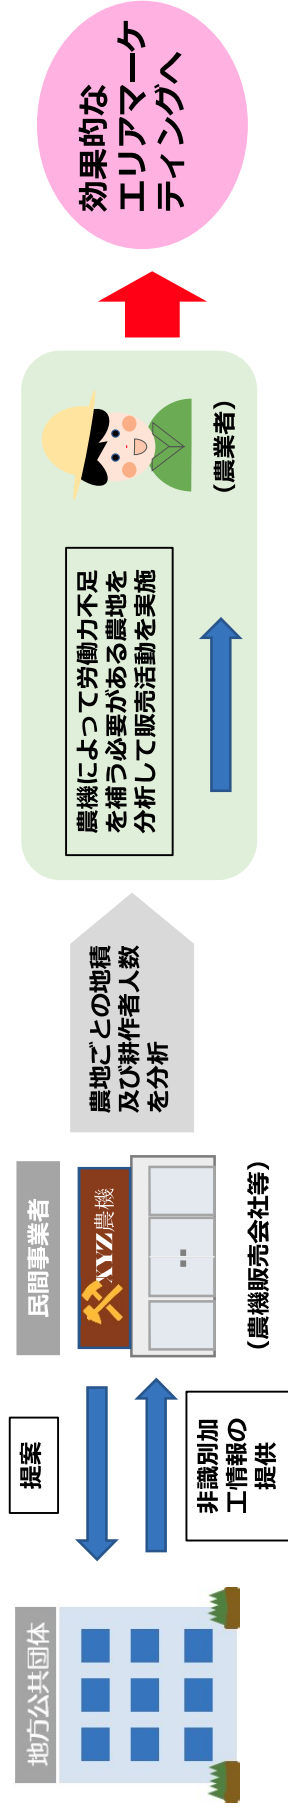 地方公共団体
提案
非識別加
工情報の
提供
民間事業者
XYZ農機
（農機販売会社等）
農地ごとの地積
及び耕作者人数
を分析
農機によって労働力不足
を補う必要がある農地を
分析して販売活動を実施
（農業者）
効果的な
エリアマーケ
ティングへ